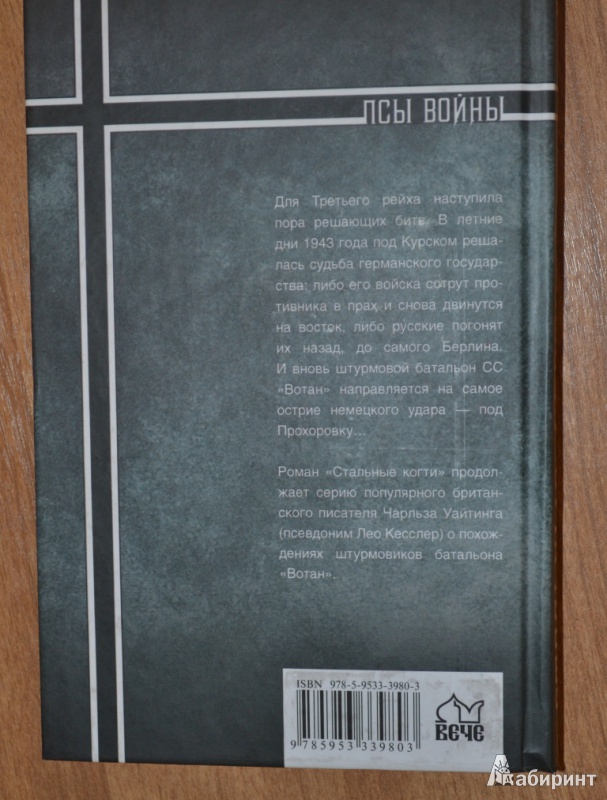 ПСЫ ВОЙНЫ
Для Третьего рейха наступила
пора решающих битв. В летние
дни 1943 года под Курском реша-
лась судьба германского государ-
ства: либо его войска сотрут про-
тивника в прах и снова двинутся
на восток, либо русские погонят
их назад, до самого Берлина.
И вновь штурмовой батальон СС
«Вотан» направляется на самое
острие немецкого удара — под
Прохоровку...
Роман «Стальные когти» продол-
жает серию популярного британ-
ского писателя Чарльза Уайтинга
(псевдоним Лео Кесслер) о похож-
дениях штурмовиков батальона
«Вотан».
ISBN 978-5-9533-3980-3
9 785953 339803
ВЕЧЕ
Лабиринт